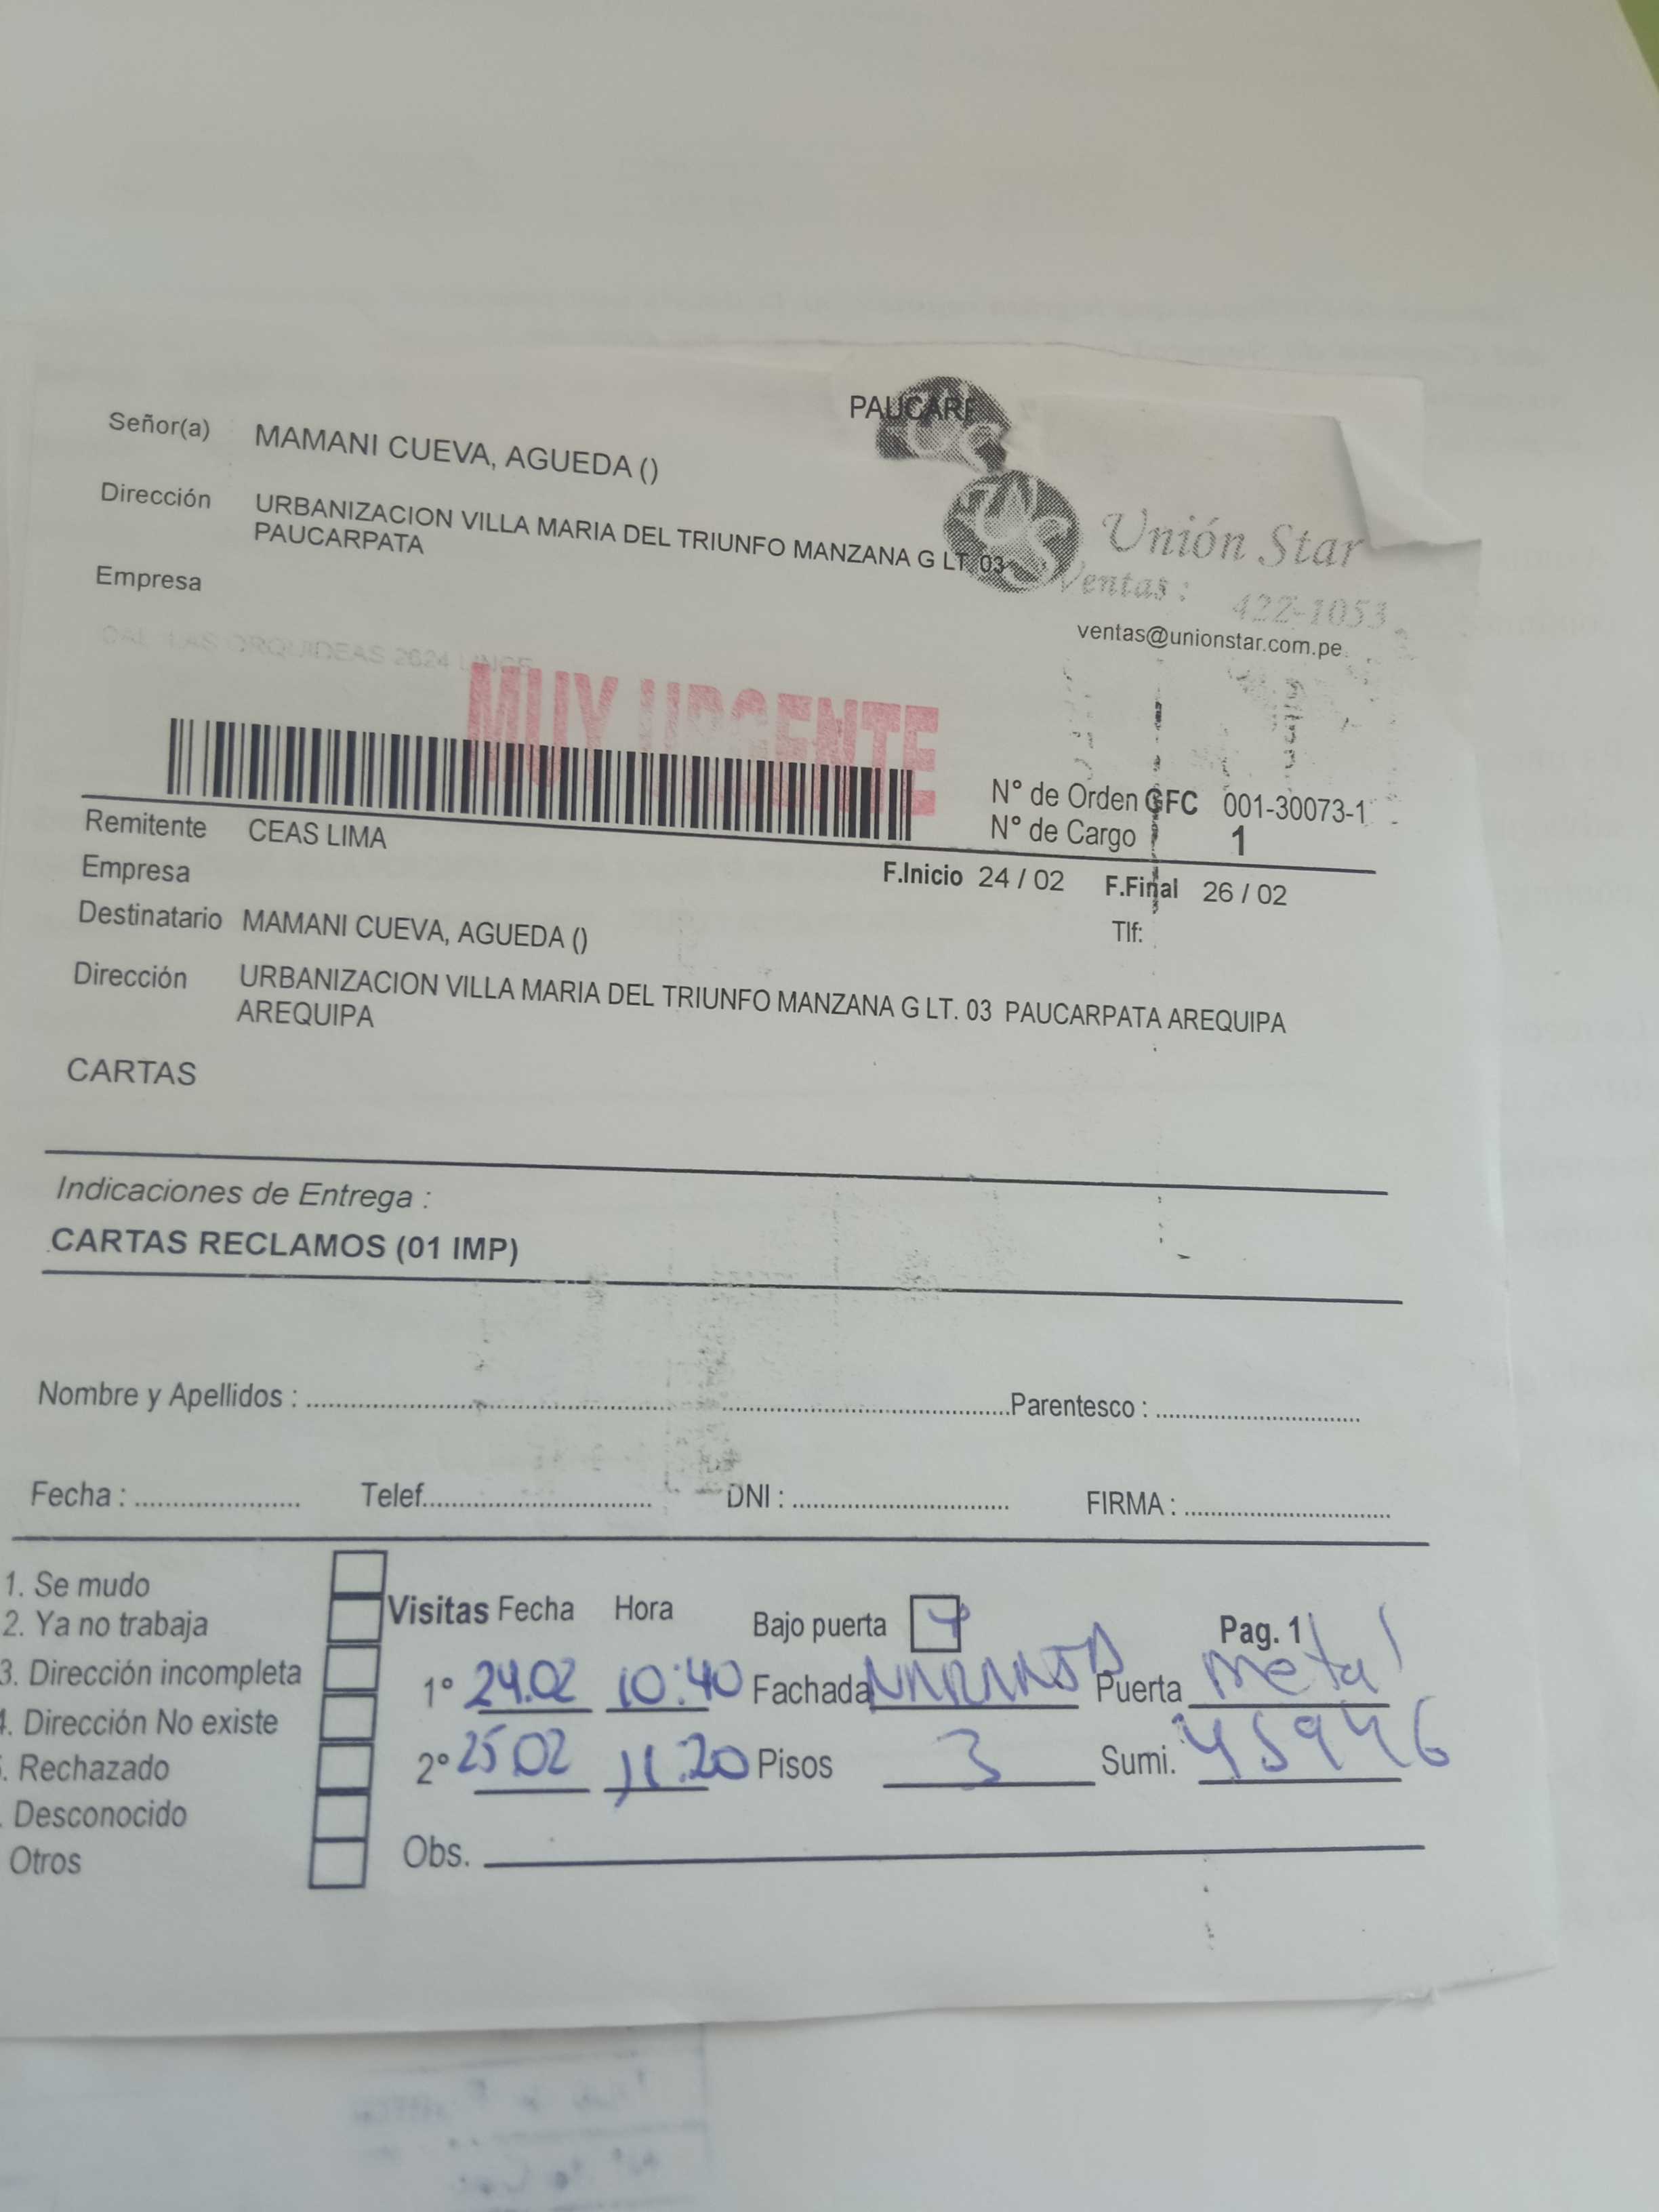 PAUCARP
Señor(a) MAMANI CUEVA, AGUEDA ()
Dirección URBANIZACION VILLA MARIA DEL TRIUNFO MANZANA G LT. 03
PAUCARPATA
Unión Star
Ventas : 422-1053
ventas@unionstar.com.pe
Empresa
CAL LAS ORQUIDEAS 2624 LINCE
MUY URGENTE
N° de Orden GFC 001-30073-1
N° de Cargo 1
Remitente CEAS LIMA
Empresa
F.Inicio 24 / 02 F.Final 26 / 02
Destinatario MAMANI CUEVA, AGUEDA ()
Tlf:
Dirección URBANIZACION VILLA MARIA DEL TRIUNFO MANZANA G LT. 03 PAUCARPATA AREQUIPA
AREQUIPA
CARTAS
Indicaciones de Entrega :
CARTAS RECLAMOS (01 IMP)
Nombre y Apellidos : Parentesco :
Fecha : Telef. DNI : FIRMA :
1. Se mudo
2. Ya no trabaja
3. Dirección incompleta
4. Dirección No existe
. Rechazado
. Desconocido
Otros
Visitas Fecha Hora Bajo puerta Pag. 1
1° 24.02 10:40 Fachada Puerta metal
2° 25 02 11:20 Pisos 3 Sumi. 45946
Obs.